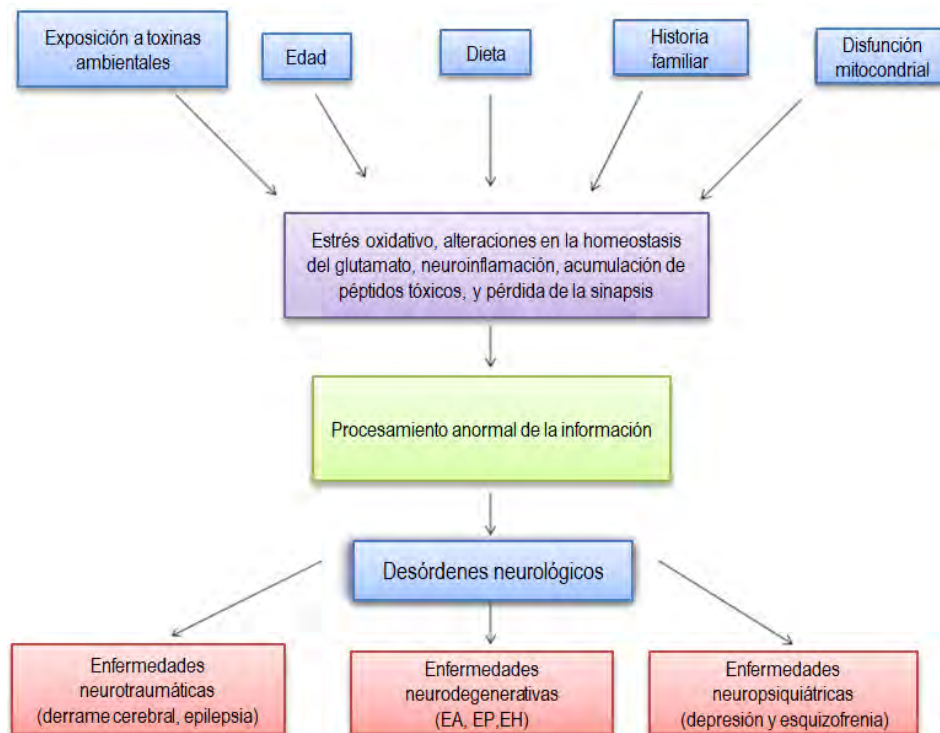 Exposición a toxinas
ambientales
Edad
Dieta
Historia
familiar
Disfunción
mitocondrial
Estrés oxidativo, alteraciones en la homeostasis
del glutamato, neuroinflamación, acumulación de
péptidos tóxicos, y pérdida de la sinapsis
Procesamiento anormal de la información
Desórdenes neurológicos
Enfermedades
neurotraumáticas
(derrame cerebral, epilepsia)
Enfermedades
neurodegenerativas
(EA, EP,EH)
Enfermedades
neuropsiquiátricas
(depresión y esquizofrenia)